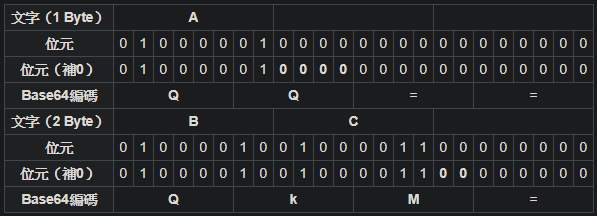 文字（1 Byte） A
位元 0 1 0 0 0 0 0 1 0 0 0 0 0 0 0 0 0 0 0 0 0 0 0 0
位元（補0） 0 1 0 0 0 0 0 1 0 0 0 0 0 0 0 0 0 0 0 0 0 0 0 0
Base64編碼 Q Q = =
文字（2 Byte） B C
位元 0 1 0 0 0 0 1 0 0 1 0 0 0 0 1 1 0 0 0 0 0 0 0 0
位元（補0） 0 1 0 0 0 0 1 0 0 1 0 0 0 0 1 1 0 0 0 0 0 0 0 0
Base64編碼 Q k M =